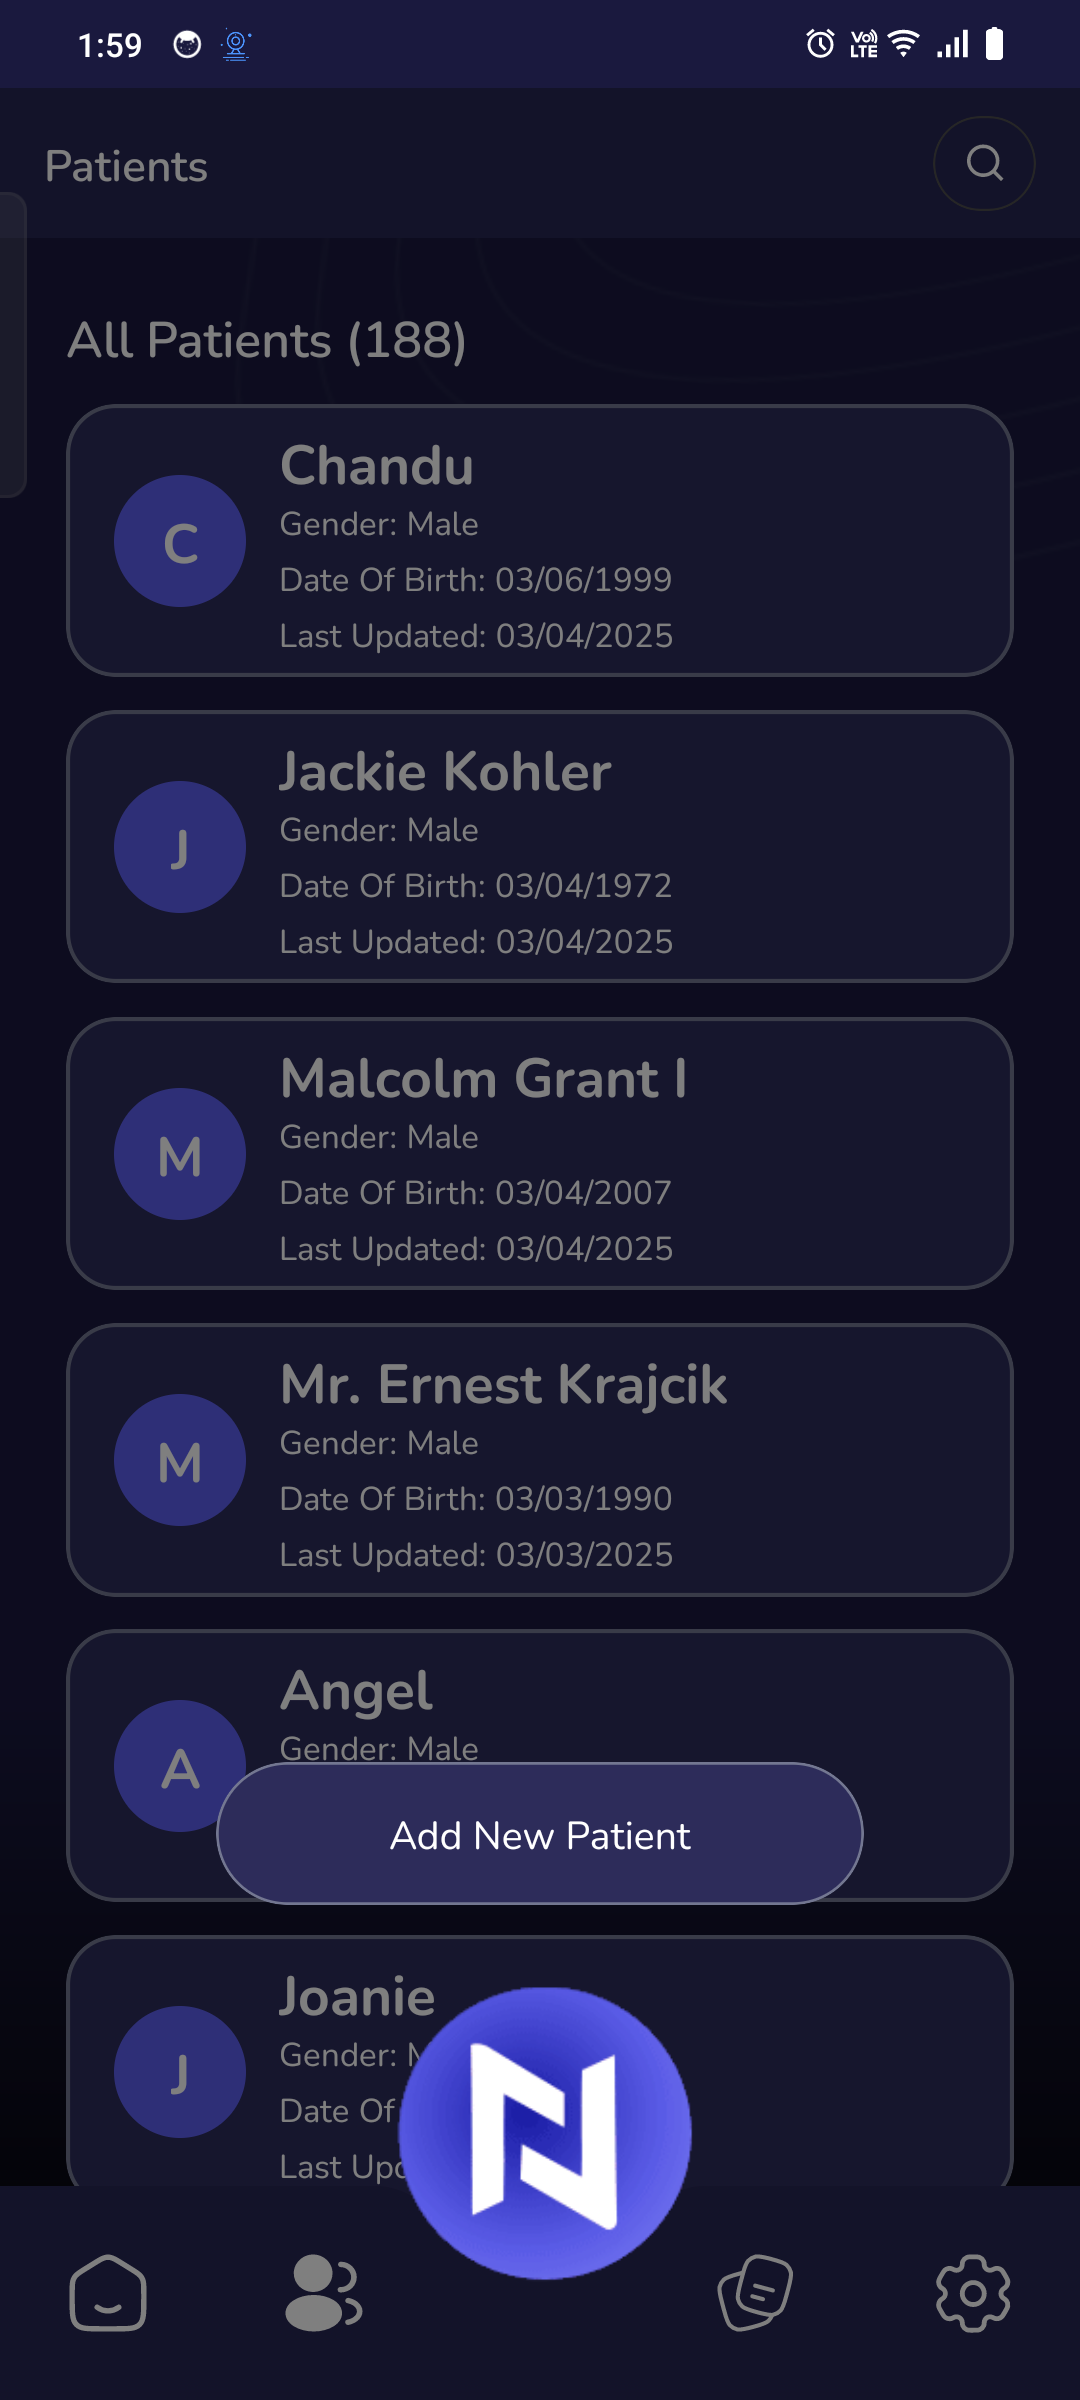 1:59
Vo LTE
Patients
All Patients (188)
C
Chandu
Gender: Male
Date Of Birth: 03/06/1999
Last Updated: 03/04/2025
J
Jackie Kohler
Gender: Male
Date Of Birth: 03/04/1972
Last Updated: 03/04/2025
M
Malcolm Grant I
Gender: Male
Date Of Birth: 03/04/2007
Last Updated: 03/04/2025
M
Mr. Ernest Krajcik
Gender: Male
Date Of Birth: 03/03/1990
Last Updated: 03/03/2025
A
Angel
Gender: Male
Add New Patient
J
Joanie
Gender:
Date Of
Last
N